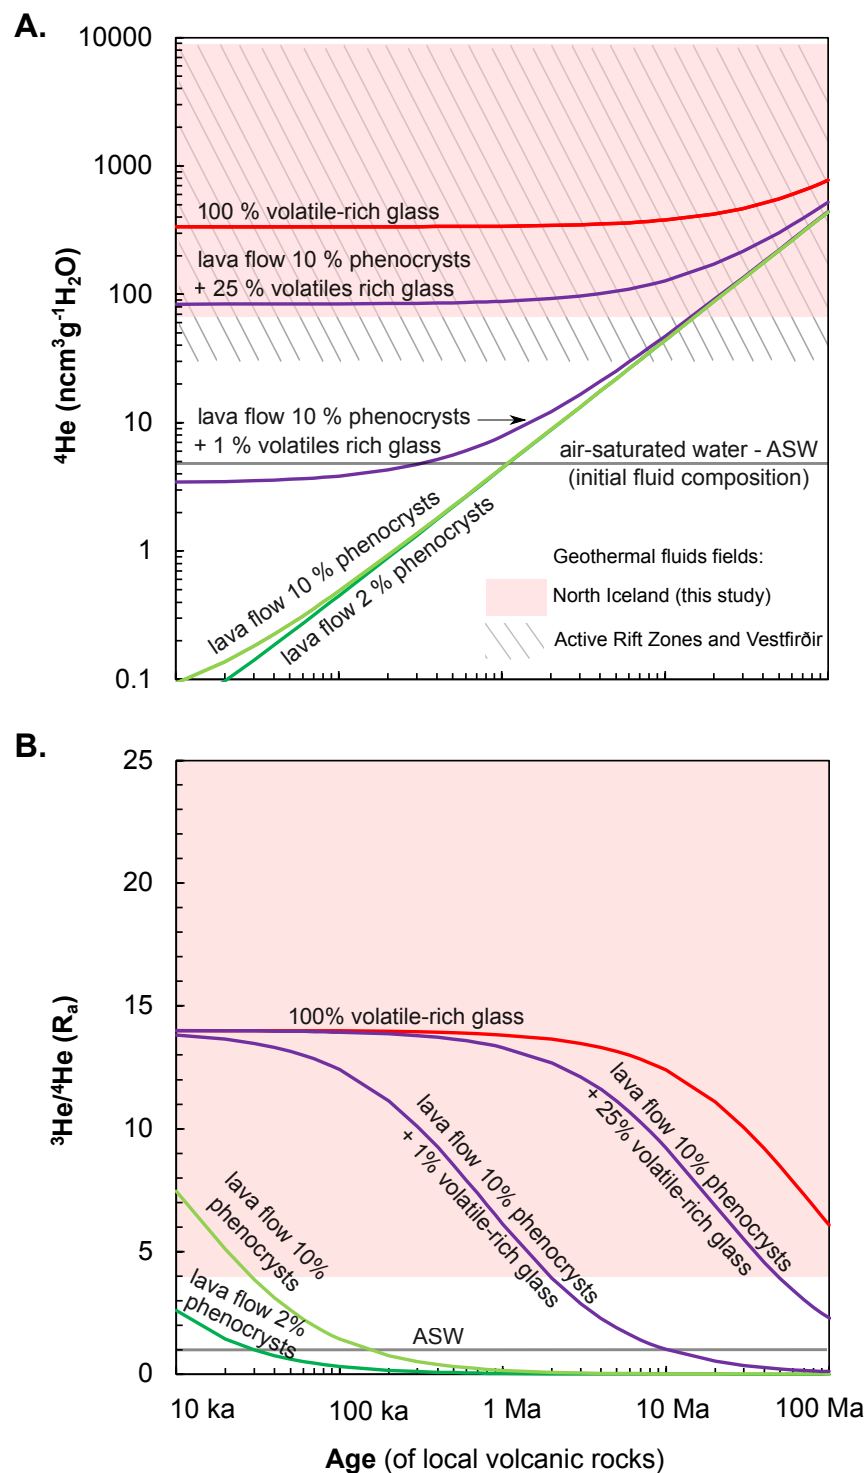 A.
10000
1000
100
10
1
0.1
⁴He (ncm³g⁻¹H₂O)
100 % volatile-rich glass
lava flow 10 % phenocrysts
+ 25 % volatiles rich glass
lava flow 10 % phenocrysts
+ 1 % volatiles rich glass
air-saturated water - ASW
(initial fluid composition)
lava flow 10 % phenocrysts
lava flow 2 % phenocrysts
Geothermal fluids fields:
North Iceland (this study)
Active Rift Zones and Vestfirðir
B.
25
20
15
10
5
0
³He/⁴He (Rₐ)
100% volatile-rich glass
lava flow 10% phenocrysts
+ 25% volatile-rich glass
lava flow 10% phenocrysts
+ 1% volatile-rich glass
lava flow 10%
phenocrysts
lava flow 2%
phenocrysts
ASW
10 ka
100 ka
1 Ma
10 Ma
100 Ma
Age (of local volcanic rocks)